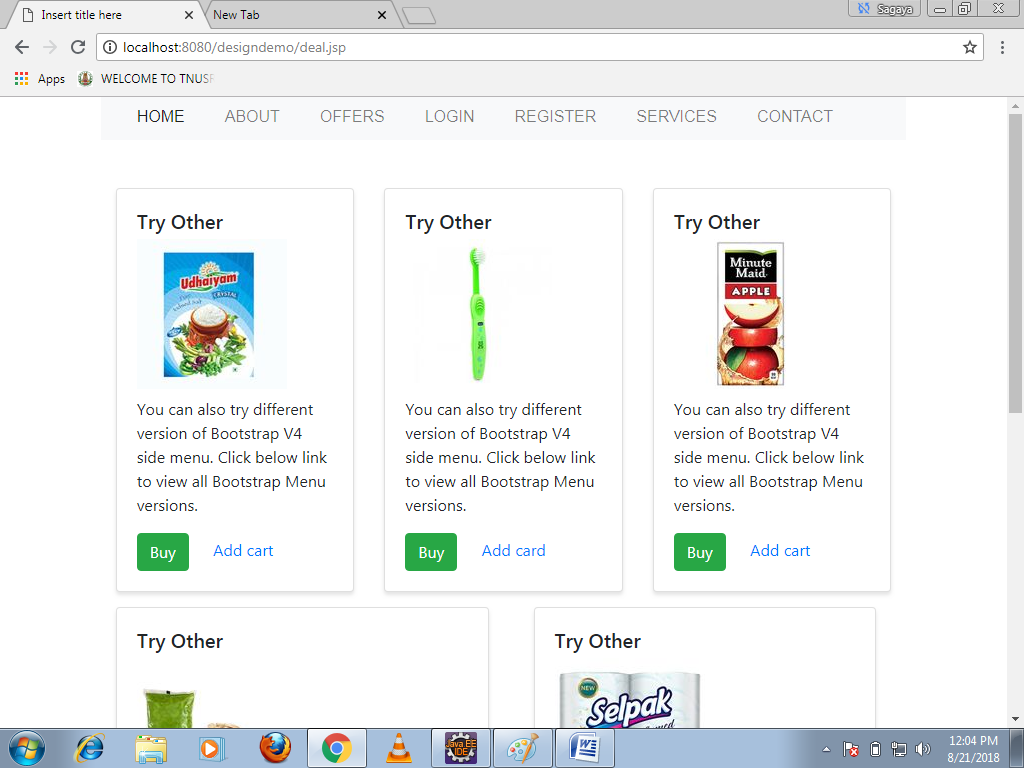 Insert title here
New Tab
Sagaya
localhost:8080/designdemo/deal.jsp
Apps
WELCOME TO TNUSF
HOME ABOUT OFFERS LOGIN REGISTER SERVICES CONTACT
Try Other
Udhaiyam
CRYSTAL
You can also try different
version of Bootstrap V4
side menu. Click below link
to view all Bootstrap Menu
versions.
Buy Add cart
Try Other
You can also try different
version of Bootstrap V4
side menu. Click below link
to view all Bootstrap Menu
versions.
Buy Add card
Try Other
Minute
Maid
APPLE
You can also try different
version of Bootstrap V4
side menu. Click below link
to view all Bootstrap Menu
versions.
Buy Add cart
Try Other
Try Other
NEW
Selpak
Java EE
IDE
12:04 PM
8/21/2018